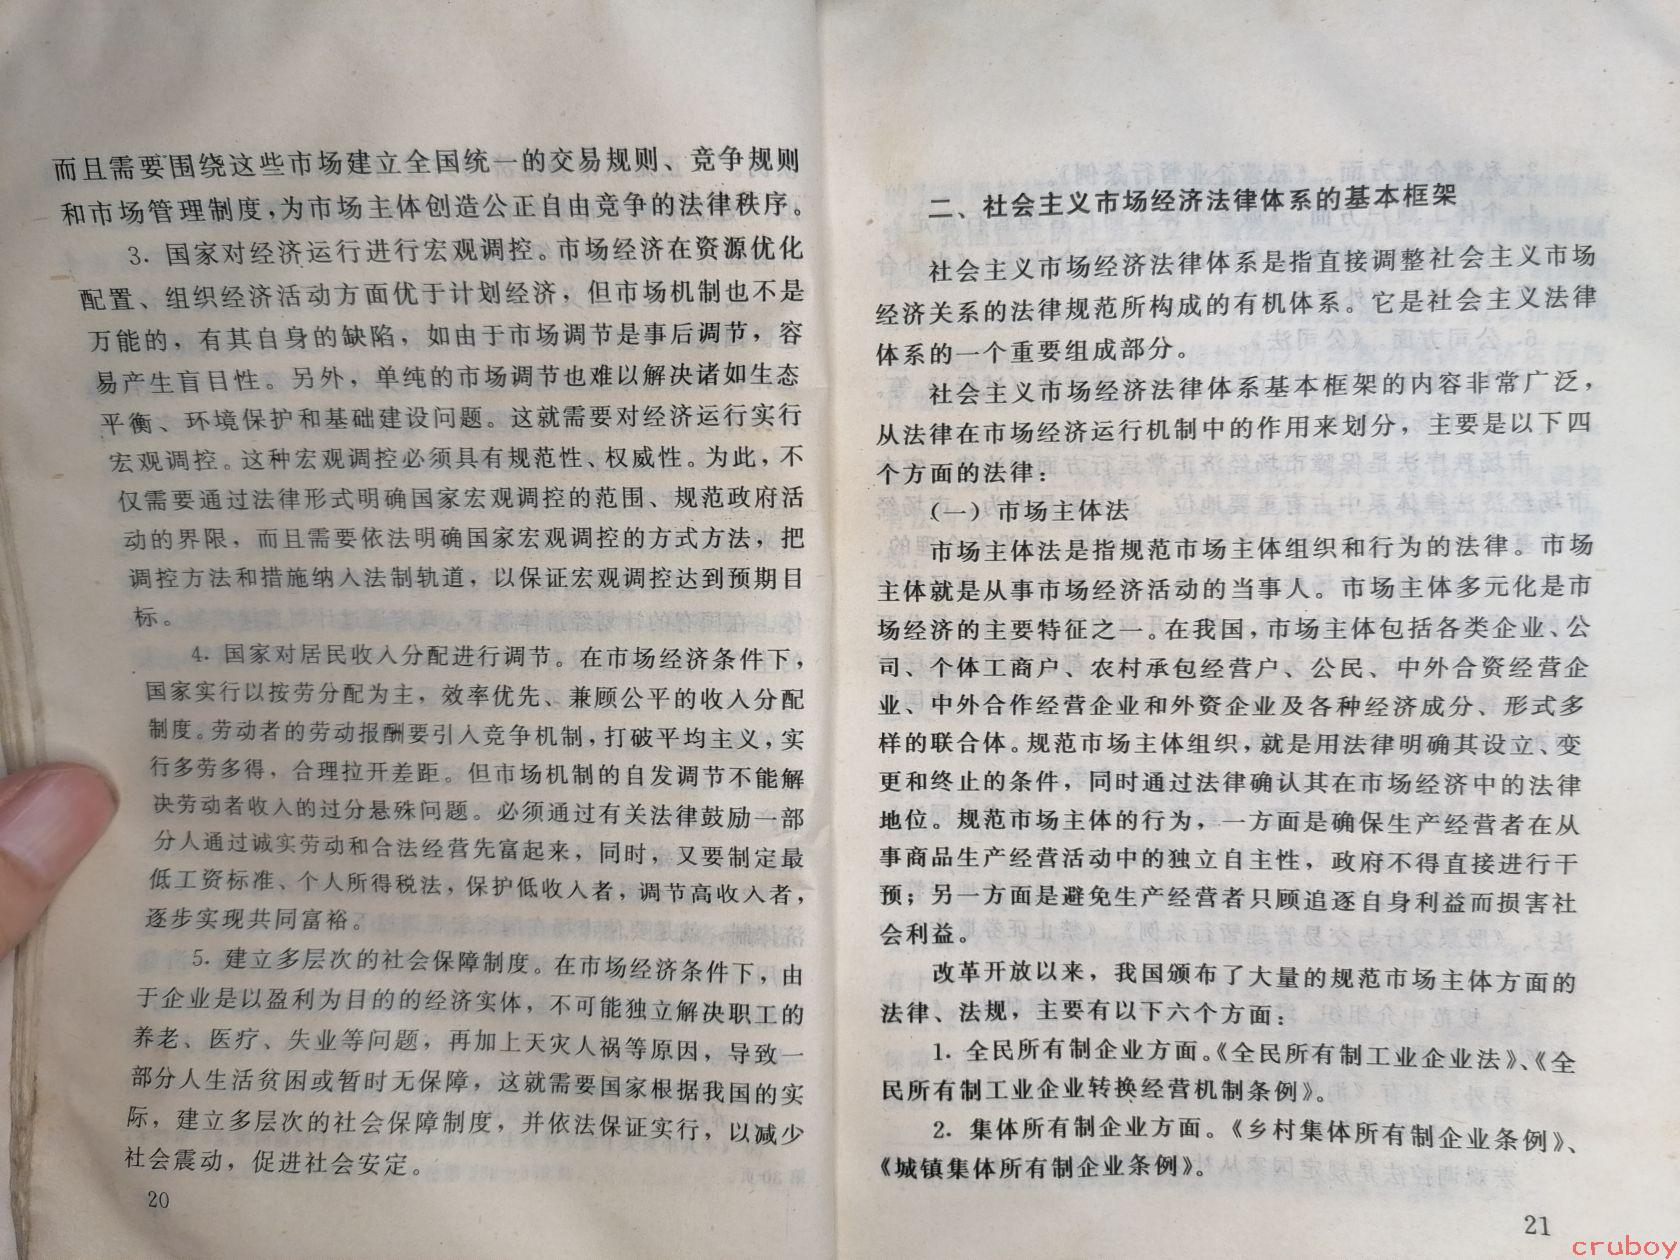 而且需要围绕这些市场建立全国统一的交易规则、竞争规则
和市场管理制度,为市场主体创造公正自由竞争的法律秩序。
3. 国家对经济运行进行宏观调控。市场经济在资源优化
配置、组织经济活动方面优于计划经济，但市场机制也不是
万能的，有其自身的缺陷，如由于市场调节是事后调节，容
易产生盲目性。另外，单纯的市场调节也难以解决诸如生态
平衡、环境保护和基础建设问题。这就需要对经济运行实行
宏观调控。这种宏观调控必须具有规范性、权威性。为此，不
仅需要通过法律形式明确国家宏观调控的范围、规范政府活
动的界限，而且需要依法明确国家宏观调控的方式方法，把
调控方法和措施纳入法制轨道，以保证宏观调控达到预期目
标。
4. 国家对居民收入分配进行调节。在市场经济条件下，
国家实行以按劳分配为主，效率优先、兼顾公平的收入分配
制度。劳动者的劳动报酬要引入竞争机制,打破平均主义,实
行多劳多得，合理拉开差距。但市场机制的自发调节不能解
决劳动者收入的过分悬殊问题。必须通过有关法律鼓励一部
分人通过诚实劳动和合法经营先富起来，同时，又要制定最
低工资标准、个人所得税法，保护低收入者，调节高收入者，
逐步实现共同富裕。
5. 建立多层次的社会保障制度。在市场经济条件下，由
于企业是以盈利为目的的经济实体，不可能独立解决职工的
养老、医疗、失业等问题，再加上天灾人祸等原因，导致一
部分人生活贫困或暂时无保障，这就需要国家根据我国的实
际，建立多层次的社会保障制度，并依法保证实行，以减少
社会震动，促进社会安定。
20
二、社会主义市场经济法律体系的基本框架
社会主义市场经济法律体系是指直接调整社会主义市场
经济关系的法律规范所构成的有机体系。它是社会主义法律
体系的一个重要组成部分。
社会主义市场经济法律体系基本框架的内容非常广泛，
从法律在市场经济运行机制中的作用来划分，主要是以下四
个方面的法律：
（一）市场主体法
市场主体法是指规范市场主体组织和行为的法律。市场
主体就是从事市场经济活动的当事人。市场主体多元化是市
场经济的主要特征之一。在我国,市场主体包括各类企业、公
司、个体工商户、农村承包经营户、公民、中外合资经营企
业、中外合作经营企业和外资企业及各种经济成分、形式多
样的联合体。规范市场主体组织,就是用法律明确其设立、变
更和终止的条件，同时通过法律确认其在市场经济中的法律
地位。规范市场主体的行为，一方面是确保生产经营者在从
事商品生产经营活动中的独立自主性，政府不得直接进行干
预；另一方面是避免生产经营者只顾追逐自身利益而损害社
会利益。
改革开放以来，我国颁布了大量的规范市场主体方面的
法律、法规，主要有以下六个方面：
1. 全民所有制企业方面。《全民所有制工业企业法》、《全
民所有制工业企业转换经营机制条例》。
2. 集体所有制企业方面。《乡村集体所有制企业条例》、
《城镇集体所有制企业条例》。
21
cruboy